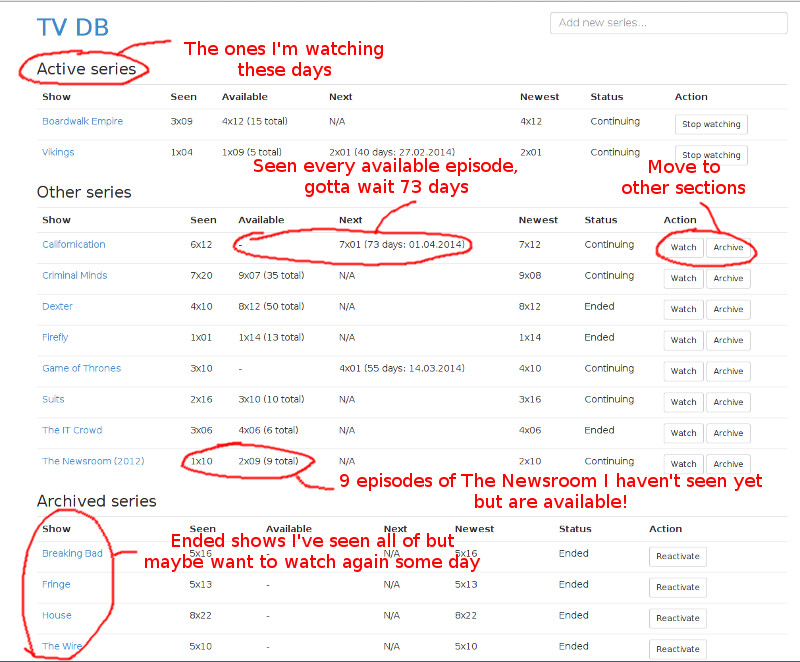 TV DB
Add new series...
The ones I'm watching
these days
Active series
Show Seen Available Next Newest Status Action
Boardwalk Empire 3x09 4x12 (15 total) N/A 4x12 Continuing Stop watching
Vikings 1x04 1x09 (5 total) 2x01 (40 days: 27.02.2014) 2x01 Continuing Stop watching
Seen every available episode,
gotta wait 73 days
Move to
other sections
Other series
Show Seen Available Next Newest Status Action
Californication 6x12 - 7x01 (73 days: 01.04.2014) 7x12 Continuing Watch Archive
Criminal Minds 7x20 9x07 (35 total) N/A 9x08 Continuing Watch Archive
Dexter 4x10 8x12 (50 total) N/A 8x12 Ended Watch Archive
Firefly 1x01 1x14 (13 total) N/A 1x14 Ended Watch Archive
Game of Thrones 3x10 - 4x01 (55 days: 14.03.2014) 4x10 Continuing Watch Archive
Suits 2x16 3x10 (10 total) N/A 3x16 Continuing Watch Archive
The IT Crowd 3x06 4x06 (6 total) N/A 4x06 Ended Watch Archive
The Newsroom (2012) 1x10 2x09 (9 total) N/A 2x10 Continuing Watch Archive
9 episodes of The Newsroom I haven't seen yet
but are available!
Archived series
Show Seen Available Next Newest Status Action
Ended shows I've seen all of but
maybe want to watch again some day
Breaking Bad 5x16 - N/A 5x16 Ended Reactivate
Fringe 5x13 - N/A 5x13 Ended Reactivate
House 8x22 - N/A 8x22 Ended Reactivate
The Wire 5x10 - N/A 5x10 Ended Reactivate